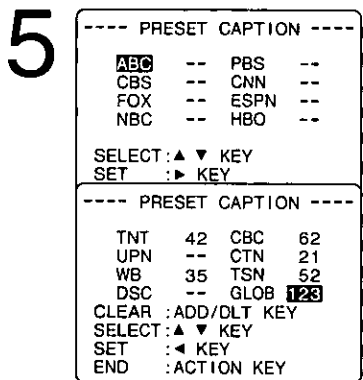 5
---- PRESET CAPTION ----
ABC -- PBS --
CBS -- CNN --
FOX -- ESPN --
NBC -- HBO --
SELECT :▲ ▼ KEY
SET :► KEY
---- PRESET CAPTION ----
TNT 42 CBC 62
UPN -- CTN 21
WB 35 TSN 52
DSC -- GLOB 123
CLEAR :ADD/DLT KEY
SELECT :▲ ▼ KEY
SET :◄ KEY
END :ACTION KEY